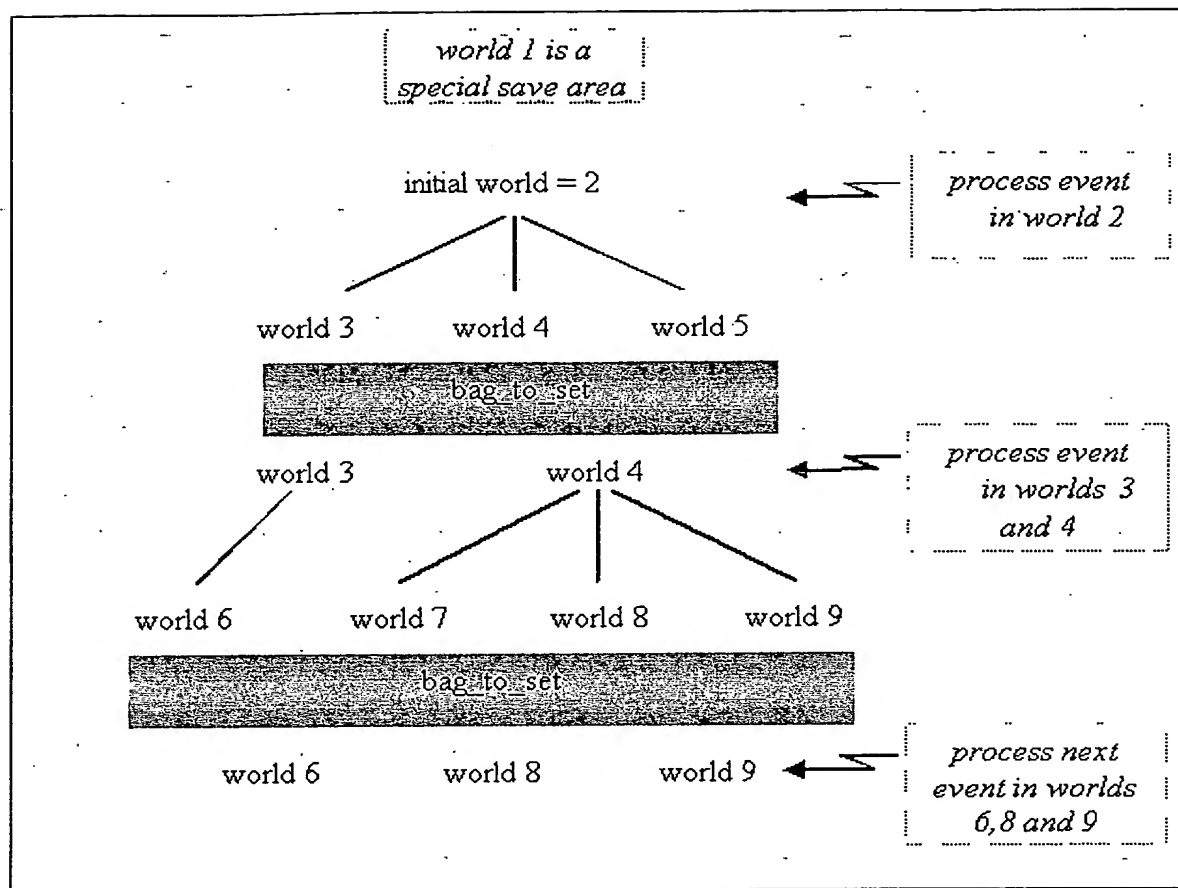 world 1 is a
special save area
initial world = 2
process event
in world 2
world 3 world 4 world 5
bag_to_set
world 3 world 4
process event
in worlds 3
and 4
world 6 world 7 world 8 world 9
bag_to_set
world 6 world 8 world 9
process next
event in worlds
6,8 and 9